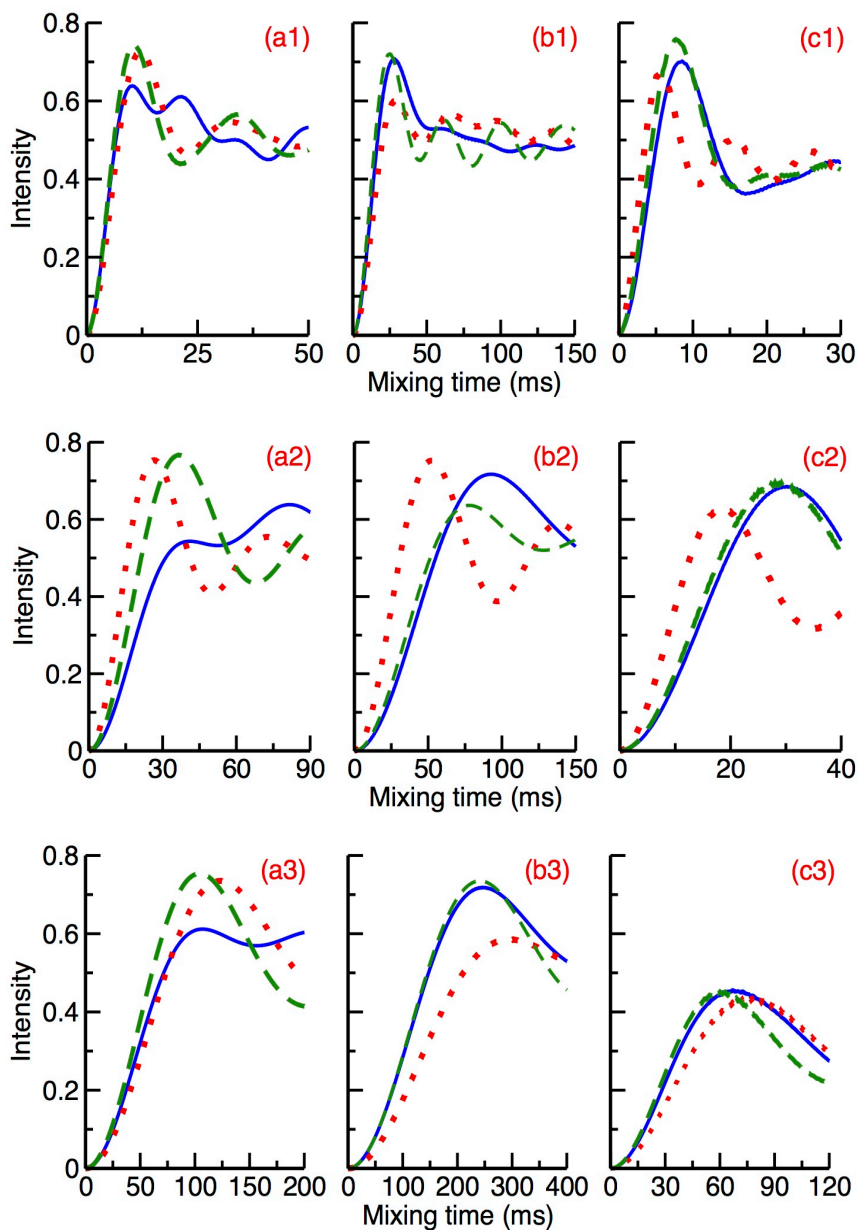 (a1) (b1) (c1)
0.8
0.6
0.4
0.2
0
Intensity
0 25 50 0 50 100 150 0 10 20 30
Mixing time (ms)
(a2) (b2) (c2)
0.8
0.6
0.4
0.2
0
Intensity
0 30 60 90 0 50 100 150 0 20 40
Mixing time (ms)
(a3) (b3) (c3)
0.8
0.6
0.4
0.2
0
Intensity
0 50 100 150 200 0 100 200 300 400 0 30 60 90 120
Mixing time (ms)